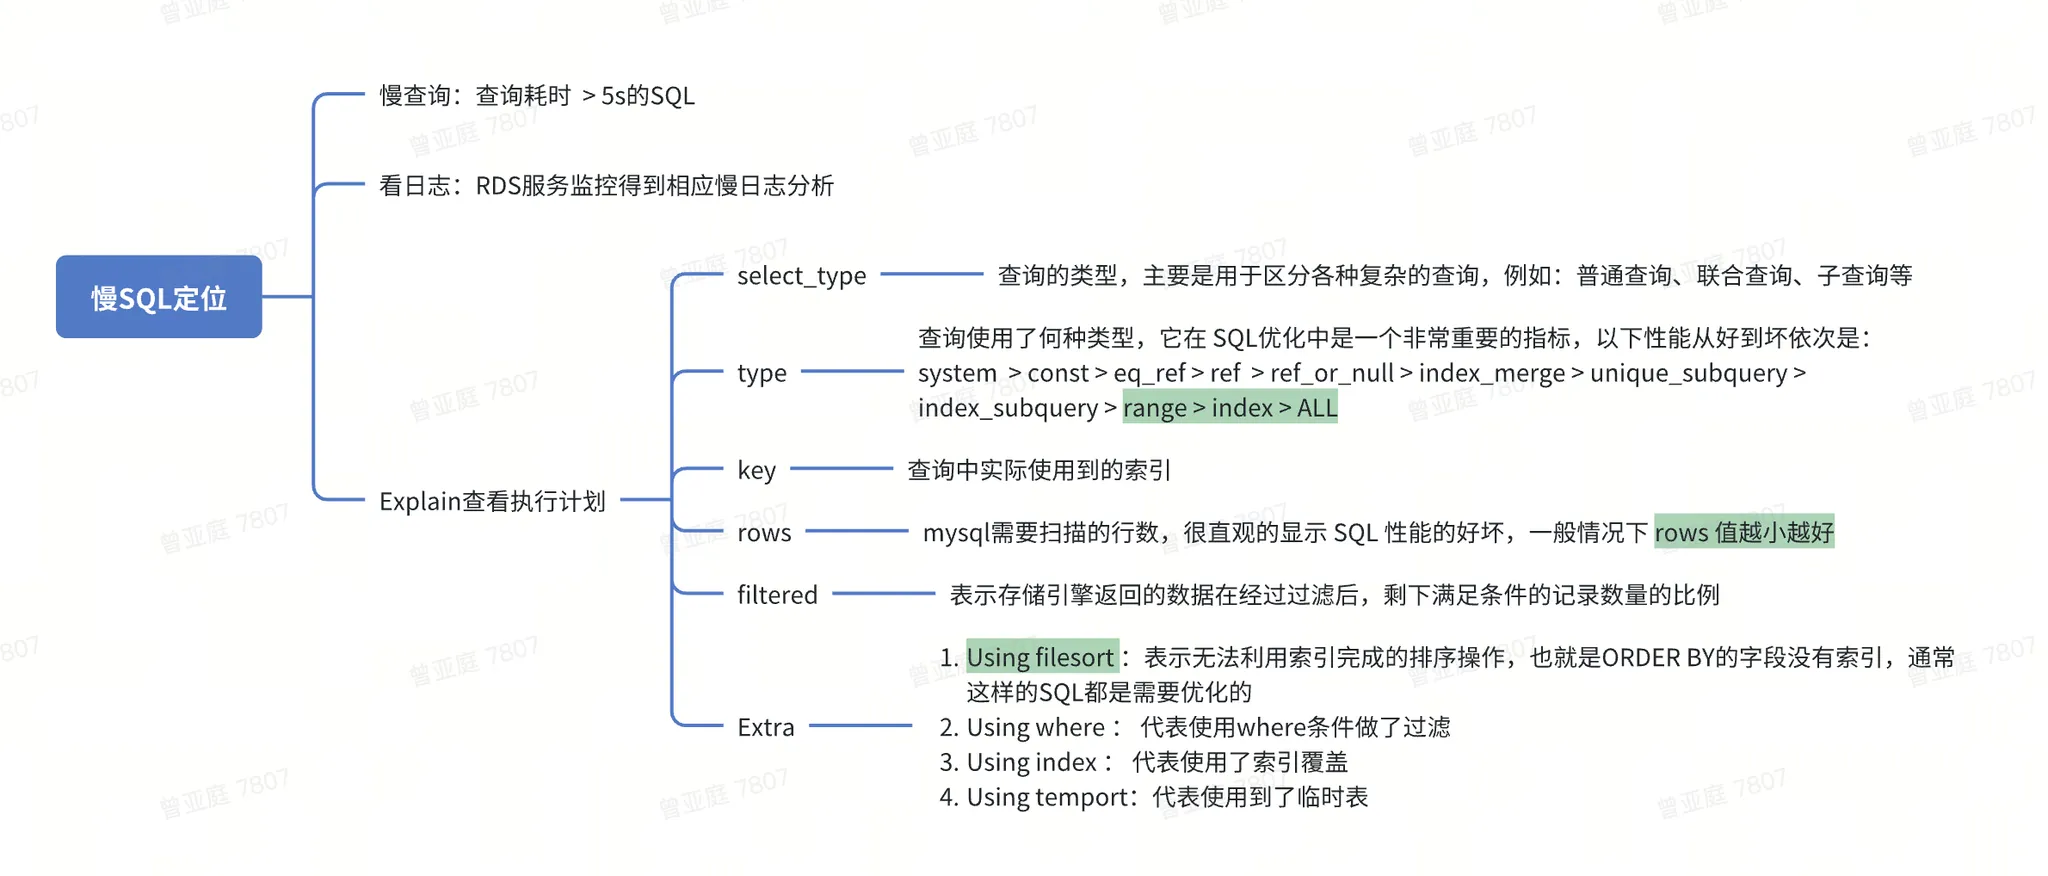 慢SQL定位
慢查询：查询耗时 > 5s的SQL
看日志：RDS服务监控得到相应慢日志分析
Explain查看执行计划
select_type
查询的类型，主要是用于区分各种复杂的查询，例如：普通查询、联合查询、子查询等
type
查询使用了何种类型，它在 SQL优化中是一个非常重要的指标，以下性能从好到坏依次是：
system > const > eq_ref > ref > ref_or_null > index_merge > unique_subquery >
index_subquery > range > index > ALL
key
查询中实际使用到的索引
rows
mysql需要扫描的行数，很直观的显示 SQL 性能的好坏，一般情况下 rows 值越小越好
filtered
表示存储引擎返回的数据在经过过滤后，剩下满足条件的记录数量的比例
Extra
1. Using filesort：表示无法利用索引完成的排序操作，也就是ORDER BY的字段没有索引，通常
这样的SQL都是需要优化的
2. Using where： 代表使用where条件做了过滤
3. Using index： 代表使用了索引覆盖
4. Using temport：代表使用到了临时表
曾亚庭 7807